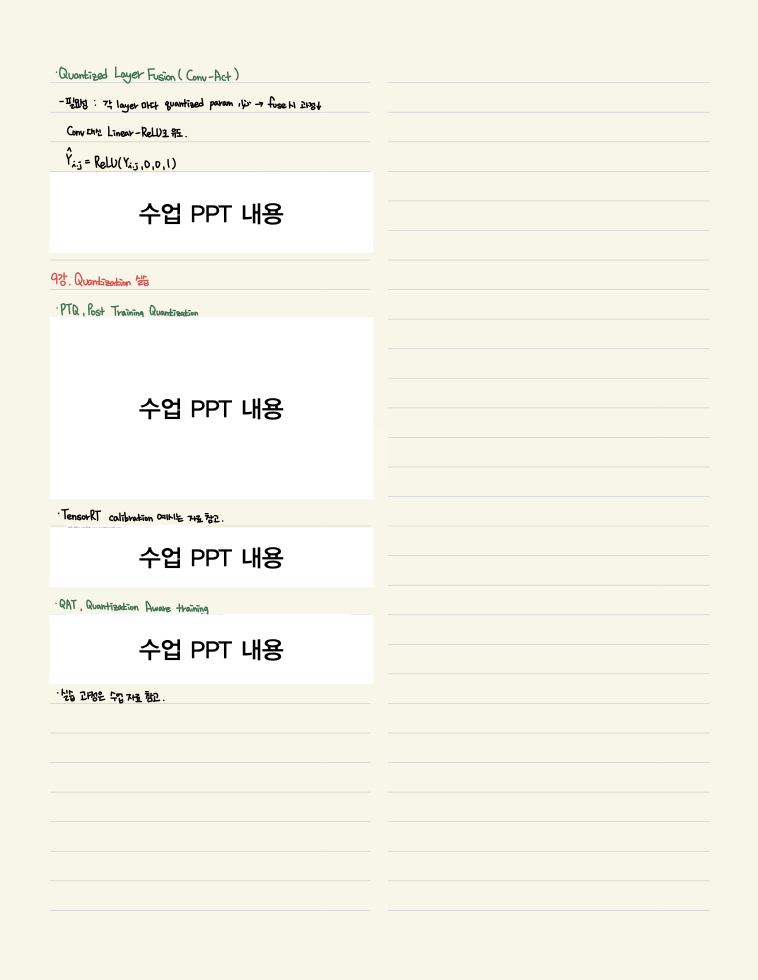 ·Quantized Layer Fusion (Conv-Act)
-필요성 : 각 layer 마다 quantized param 계산 → fuse시 과정↓
Conv 대신 Linear-ReLU로 유도.
Ŷi,j = ReLU(Yi,j,0,0,1)
수업 PPT 내용
9강. Quantization 실습
·PTQ, Post Training Quantization
수업 PPT 내용
·TensorRT calibration 예시는 자료 참고.
수업 PPT 내용
·QAT, Quantization Aware training
수업 PPT 내용
·실습 과정은 수업 자료 참고.